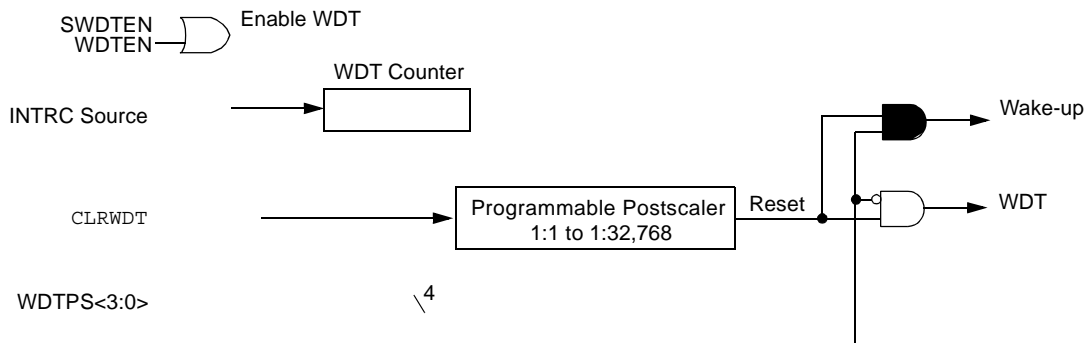 SWDTEN
Enable WDT
WDTEN
WDT Counter
INTRC Source
Wake-up
CLRWDT
Programmable Postscaler
1:1 to 1:32,768
Reset
WDT
WDTPS<3:0>
4